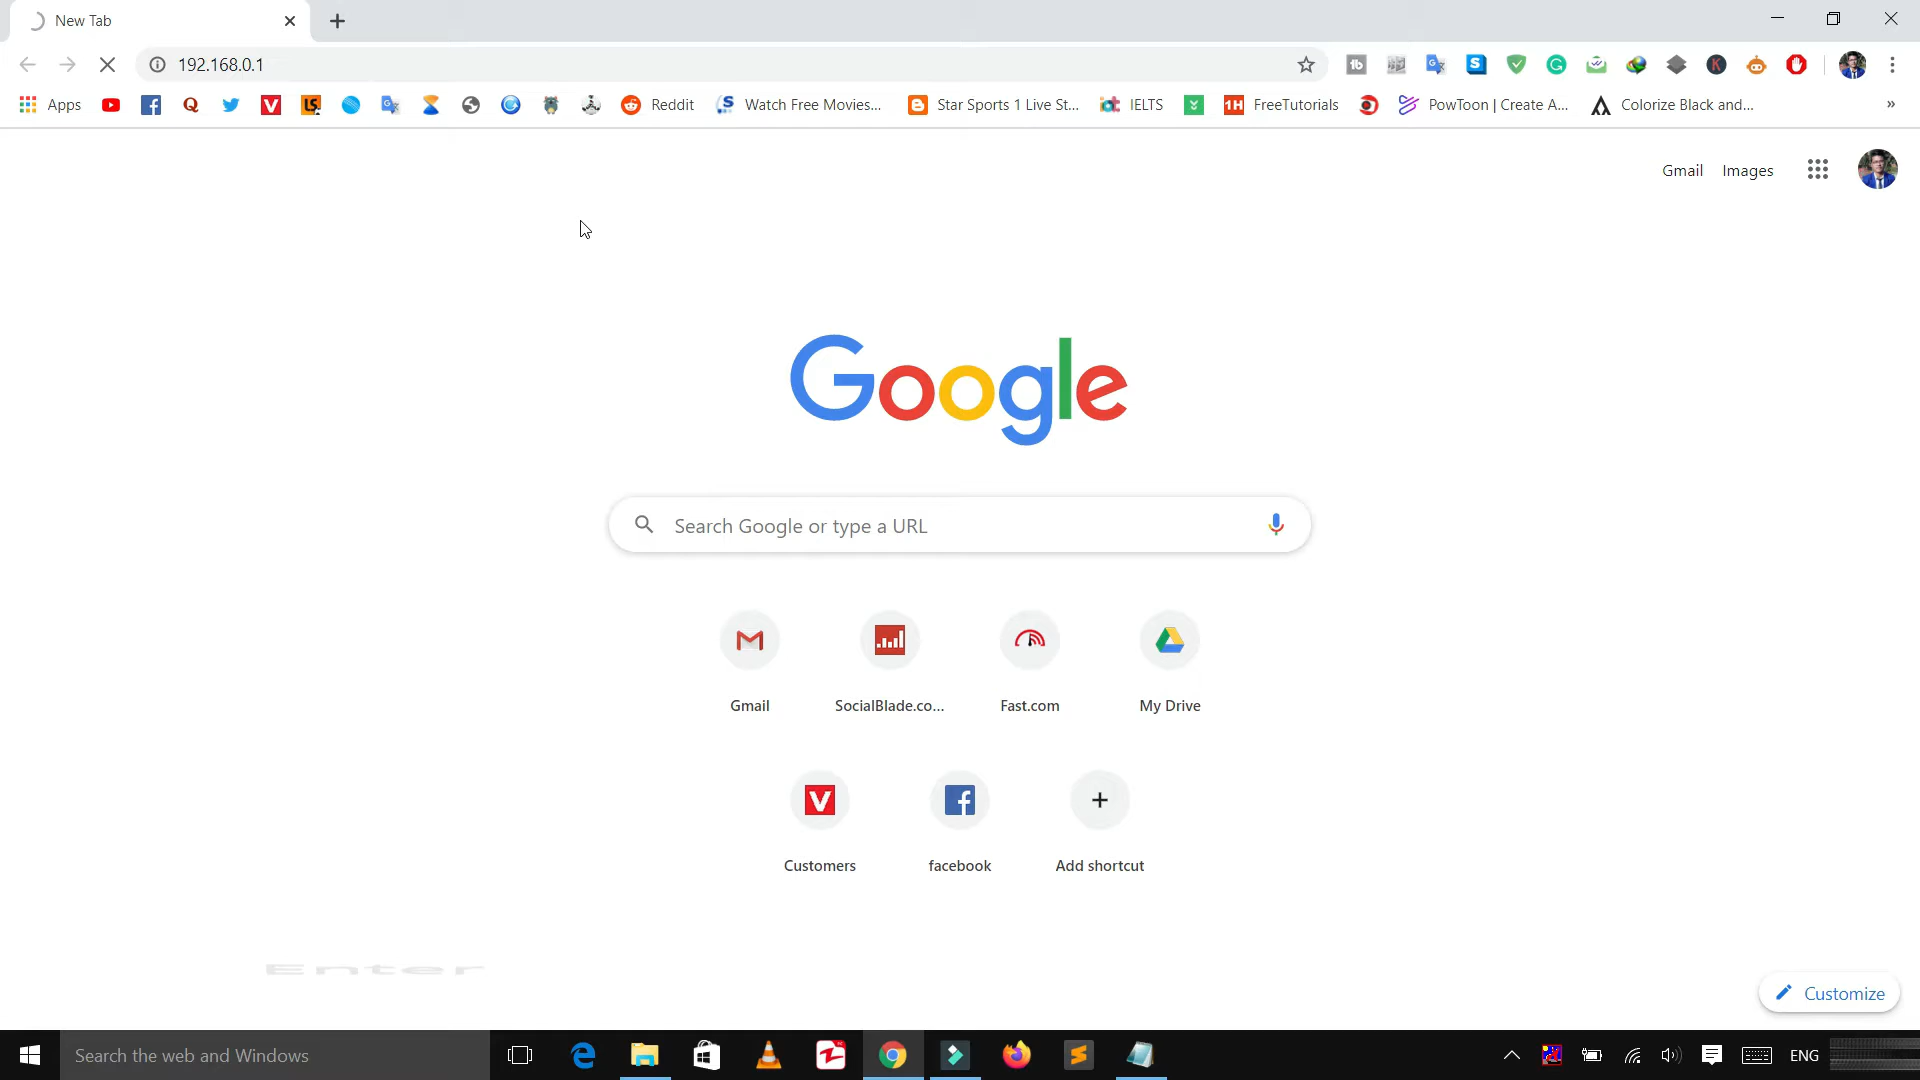 New Tab
192.168.0.1
Apps
Reddit
Watch Free Movies...
Star Sports 1 Live St...
IELTS
1H FreeTutorials
PowToon | Create A...
Colorize Black and...
»
Gmail Images
Google
Search Google or type a URL
Gmail
SocialBlade.co...
Fast.com
My Drive
Customers
facebook
Add shortcut
Enter
Customize
Search the web and Windows
ENG